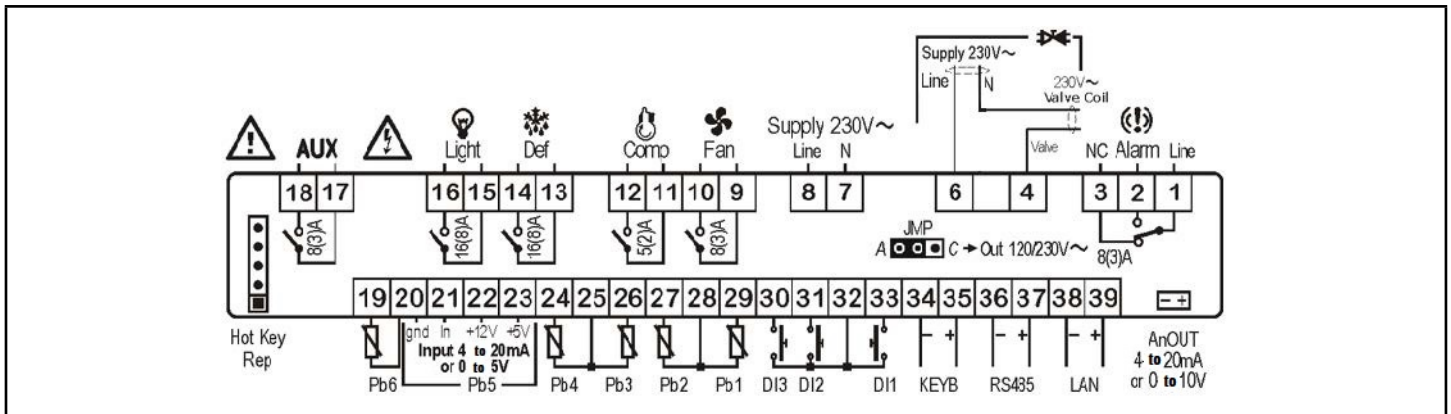 Supply 230V~
Line N
230V~
Valve Coil
AUX Light Def Comp Fan Supply 230V~ Valve NC Alarm Line
Line N
18 17 16 15 14 13 12 11 10 9 8 7 6 4 3 2 1
8(3)A 16(8)A 16(8)A 5(2)A 8(3)A
JMP
A C → Out 120/230V~
8(3)A
19 20 21 22 23 24 25 26 27 28 29 30 31 32 33 34 35 36 37 38 39 - +
gnd In +12V +5V - + - + - +
Input 4 to 20mA
or 0 to 5V
Hot Key
Rep
Pb6 Pb5 Pb4 Pb3 Pb2 Pb1 DI3 DI2 DI1 KEYB RS485 LAN
AnOUT
4 to 20mA
or 0 to 10V